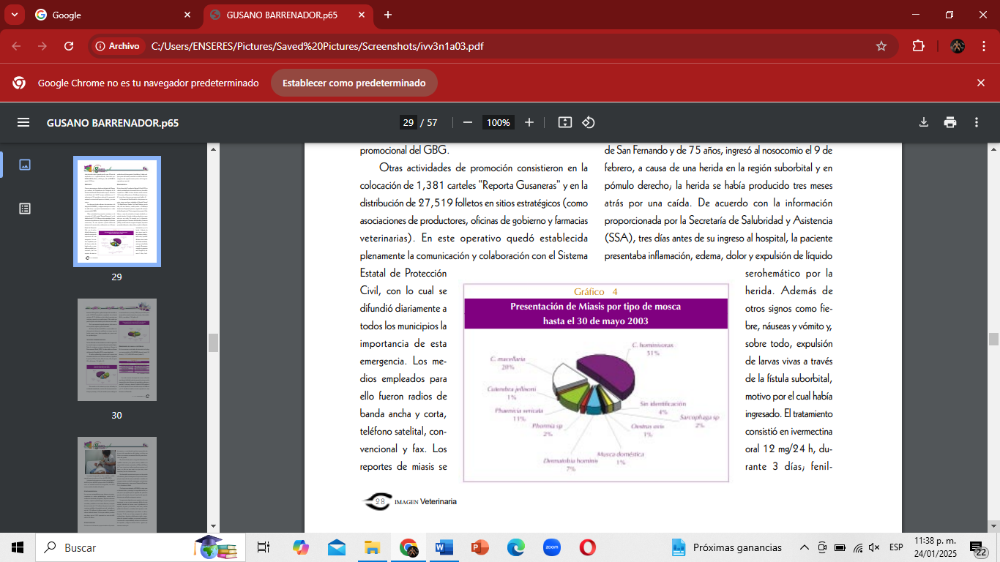 Google
GUSANO BARRENADOR.p65
Archivo
C:/Users/ENSERES/Pictures/Saved%20Pictures/Screenshots/ivv3n1a03.pdf
Google Chrome no es tu navegador predeterminado
Establecer como predeterminado
GUSANO BARRENADOR.p65
29 / 57
100%
29
30
promocional del GBG.
Otras actividades de promoción consistieron en la
colocación de 1,381 carteles "Reporta Gusaneras" y en la
distribución de 27,519 folletos en sitios estratégicos (como
asociaciones de productores, oficinas de gobierno y farmacias
veterinarias). En este operativo quedó establecida
plenamente la comunicación y colaboración con el Sistema
Estatal de Protección
Civil, con lo cual se
difundió diariamente a
todos los municipios la
importancia de esta
emergencia. Los me-
dios empleados para
ello fueron radios de
banda ancha y corta,
teléfono satelital, con-
vencional y fax. Los
reportes de miasis se
Gráfico 4
Presentación de Miasis por tipo de mosca
hasta el 30 de mayo 2003
C. hominivorax
51%
C. macellaria
20%
1%
Phaenicia sericata
11%
Phormia sp
2%
Dermatobia hominis
7%
Musca doméstica
1%
Oestrus ovis
1%
Sarcophaga sp
2%
Sin identificación
4%
de San Fernando y de 75 años, ingresó al nosocomio el 9 de
febrero, a causa de una herida en la región suborbital y en
pómulo derecho; la herida se había producido tres meses
atrás por una caída. De acuerdo con la información
proporcionada por la Secretaría de Salubridad y Asistencia
(SSA), tres días antes de su ingreso al hospital, la paciente
presentaba inflamación, edema, dolor y expulsión de líquido
serohemático por la
herida. Además de
otros signos como fie-
bre, náuseas y vómito y,
sobre todo, expulsión
de larvas vivas a través
de la fístula suborbital,
motivo por el cual había
ingresado. El tratamiento
consistió en ivermectina
oral 12 mg/24 h, du-
rante 3 días; fenil-
28 IMAGEN Veterinaria
Buscar
Próximas ganancias
ESP
11:38 p. m.
24/01/2025
22